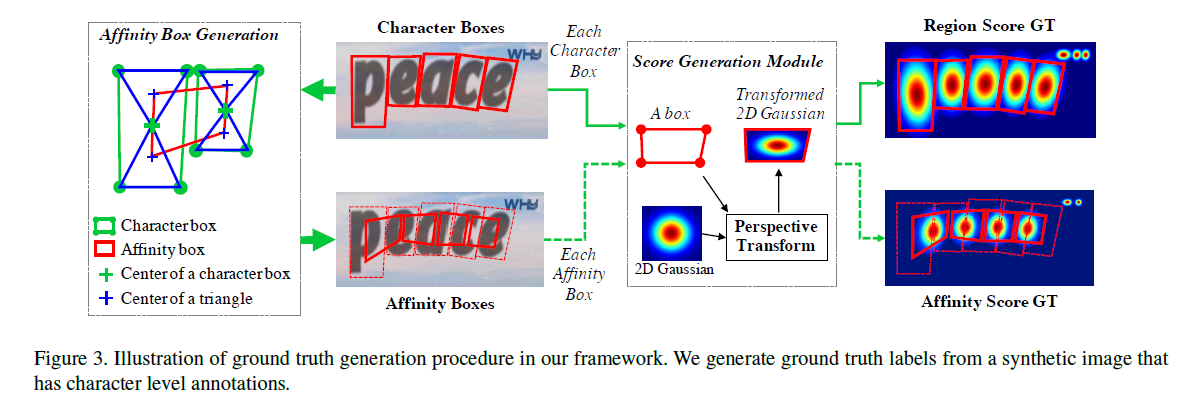 Affinity Box Generation
Character box
Affinity box
Center of a character box
Center of a triangle
Character Boxes
WHY
peace
WHY
peace
Affinity Boxes
Each
Character
Box
Each
Affinity
Box
Score Generation Module
A box
Transformed
2D Gaussian
2D Gaussian
Perspective
Transform
Region Score GT
Affinity Score GT
Figure 3. Illustration of ground truth generation procedure in our framework. We generate ground truth labels from a synthetic image that
has character level annotations.